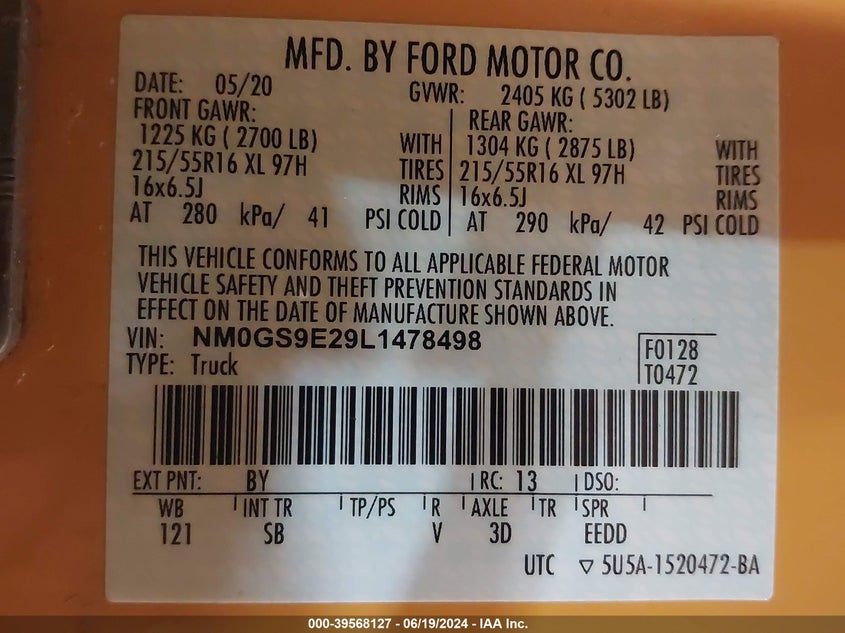 MFD. BY FORD MOTOR CO.
DATE: 05/20 GVWR: 2405 KG ( 5302 LB)
FRONT GAWR: REAR GAWR:
1225 KG ( 2700 LB) WITH 1304 KG ( 2875 LB) WITH
215/55R16 XL 97H TIRES 215/55R16 XL 97H TIRES
16x6.5J RIMS 16x6.5J RIMS
AT 280 kPa/ 41 PSI COLD AT 290 kPa/ 42 PSI COLD
THIS VEHICLE CONFORMS TO ALL APPLICABLE FEDERAL MOTOR
VEHICLE SAFETY AND THEFT PREVENTION STANDARDS IN
EFFECT ON THE DATE OF MANUFACTURE SHOWN ABOVE.
VIN: NM0GS9E29L1478498
TYPE: Truck
F0128
T0472
EXT PNT: BY RC: 13 DSO:
WB INT TR TP/PS R AXLE TR SPR
121 SB V 3D EEDD
UTC ▽ 5U5A-1520472-BA
000-39568127 - 06/19/2024 - IAA Inc.